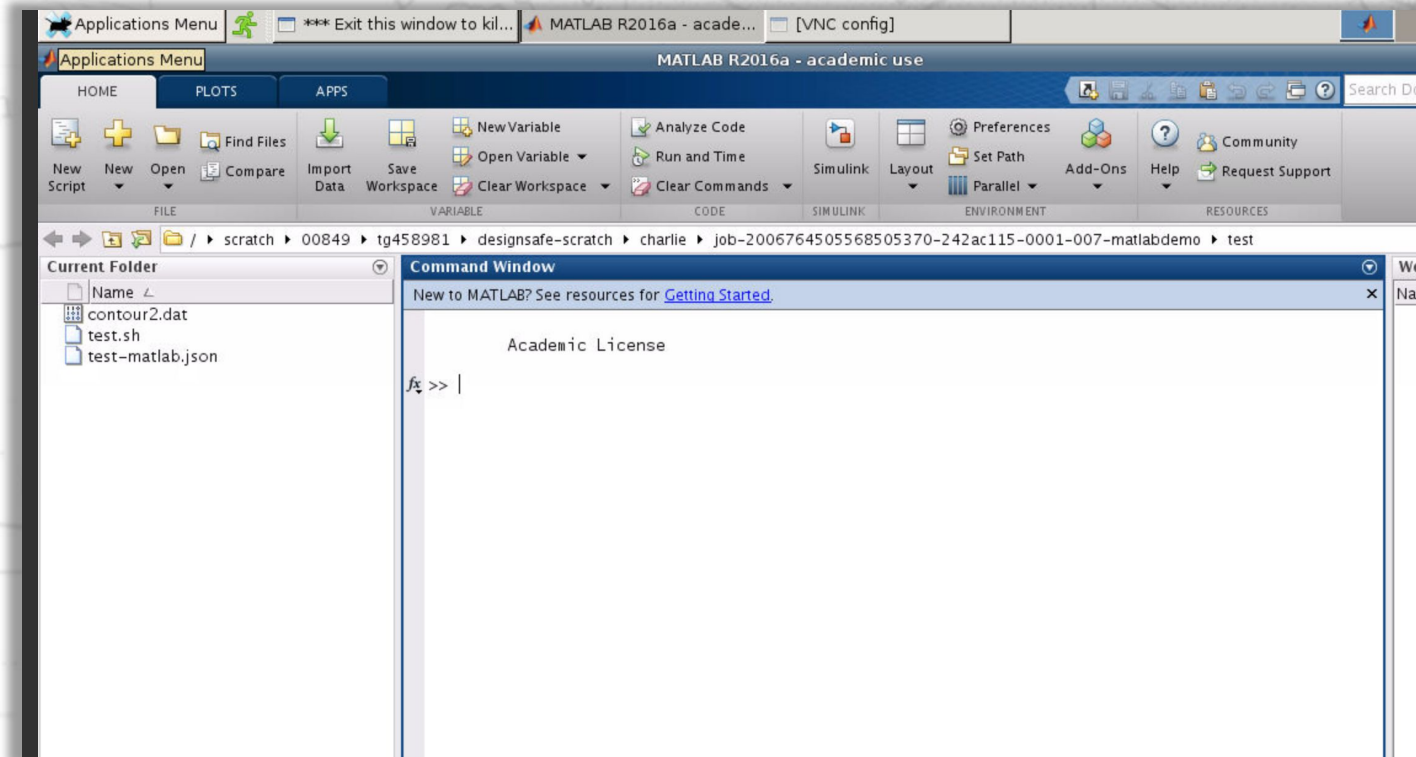 Applications Menu *** Exit this window to kil... MATLAB R2016a - acade... [VNC config]
Applications Menu MATLAB R2016a - academic use
HOME PLOTS APPS Search Do
New Script New Open Find Files Compare Import Data Save Workspace New Variable Open Variable Clear Workspace Analyze Code Run and Time Clear Commands Simulink Layout Preferences Set Path Parallel Add-Ons Help Community Request Support
FILE VARIABLE CODE SIMULINK ENVIRONMENT RESOURCES
/ scratch 00849 tg458981 designsafe-scratch charlie job-2006764505568505370-242ac115-0001-007-matlabdemo test
Current Folder
Name
contour2.dat
test.sh
test-matlab.json
Command Window
New to MATLAB? See resources for Getting Started.
Academic License
fx >>
We
Na